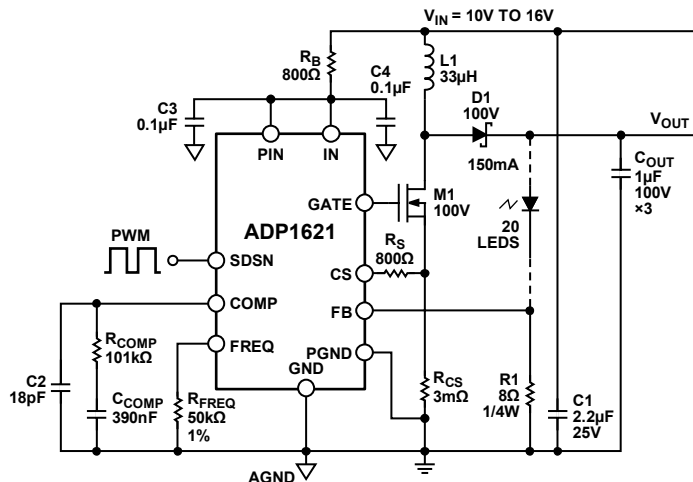 V_IN = 10V TO 16V
R_B
800Ω
C4
0.1µF
L1
33µH
C3
0.1µF
D1
100V
V_OUT
PIN
IN
150mA
C_OUT
1µF
100V
×3
GATE
M1
100V
ADP1621
20
LEDS
R_S
800Ω
PWM
SDSN
CS
COMP
FB
R_COMP
101kΩ
FREQ
PGND
GND
C2
18pF
C_COMP
390nF
R_FREQ
50kΩ
1%
R_CS
3mΩ
R1
8Ω
1/4W
C1
2.2µF
25V
AGND